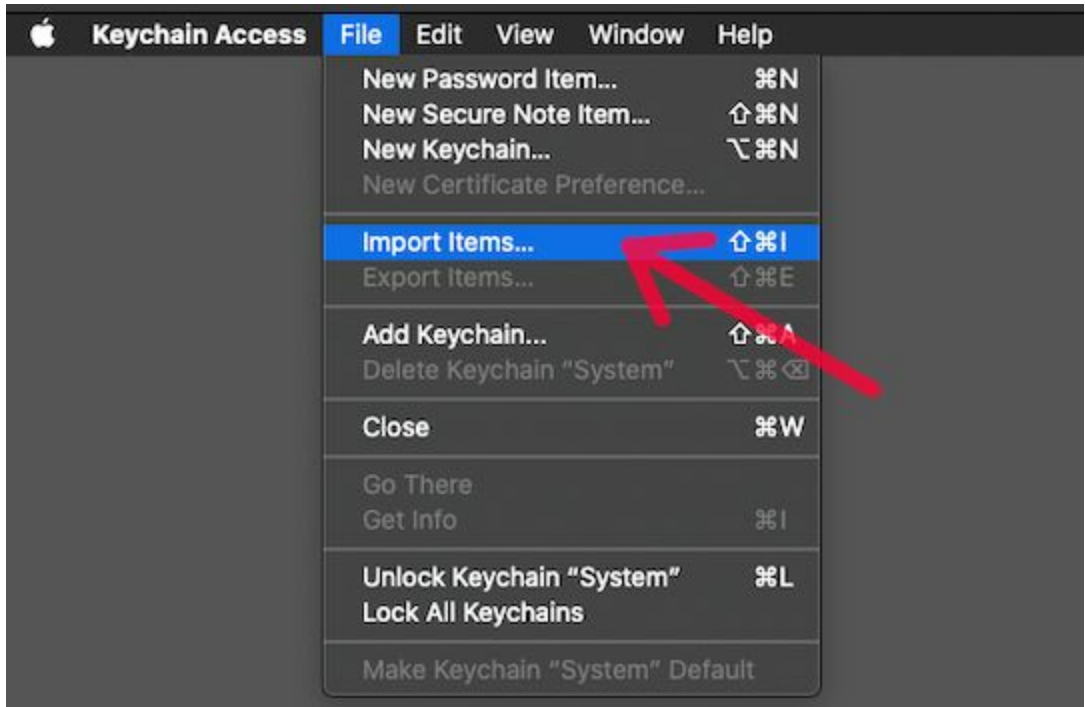 Keychain Access File Edit View Window Help
New Password Item... ⌘N
New Secure Note Item... ⇧⌘N
New Keychain... ⌥⌘N
New Certificate Preference...
Import Items... ⇧⌘I
Export Items... ⇧⌘E
Add Keychain... ⇧⌘A
Delete Keychain “System” ⌥⌘⌫
Close ⌘W
Go There
Get Info ⌘I
Unlock Keychain “System” ⌘L
Lock All Keychains
Make Keychain “System” Default